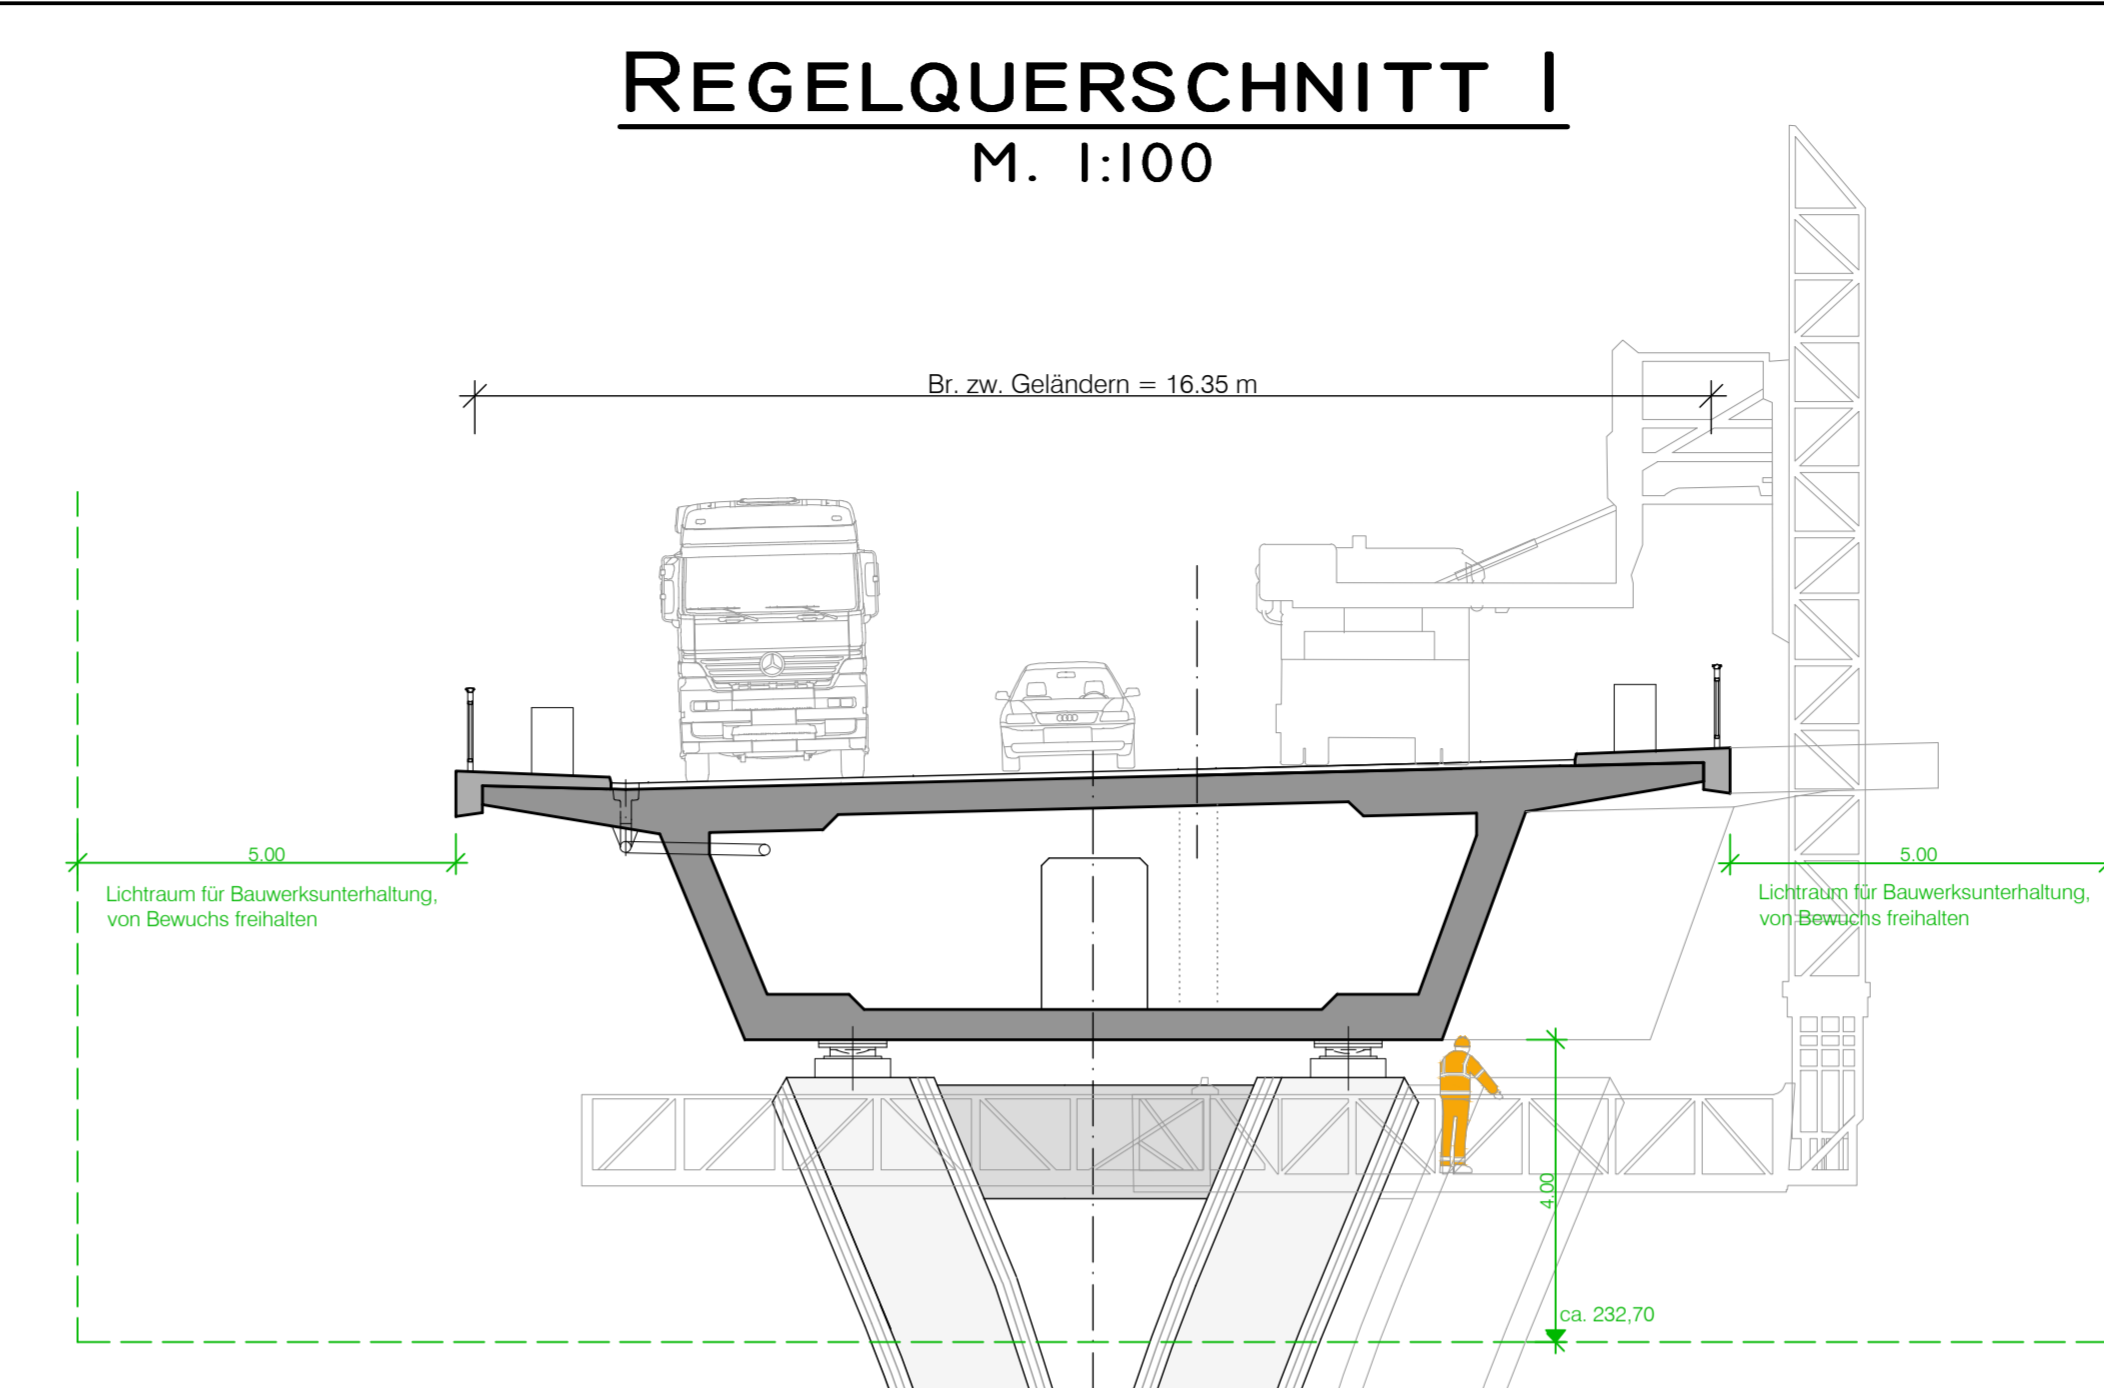 REGELQUERSCHNITT I
M. 1:100
Br. zw. Geländern = 16.35 m
5.00
Lichtraum für Bauwerksunterhaltung,
von Bewuchs freihalten
5.00
Lichtraum für Bauwerksunterhaltung,
von Bewuchs freihalten
4.00
ca. 232,70